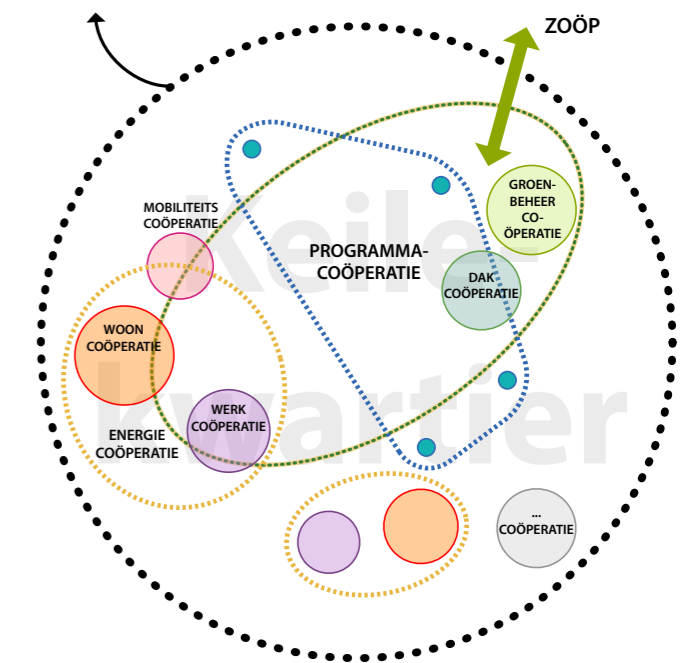 ZOÖP
GROEN-
BEHEER
CO-
ÖPERATIE
MOBILITEITS
COÖPERATIE
Keile-
PROGRAMMA-
COÖPERATIE
DAK
COÖPERATIE
WOON
COÖPERATIE
kwartier
WERK
COÖPERATIE
ENERGIE
COÖPERATIE
...
COÖPERATIE